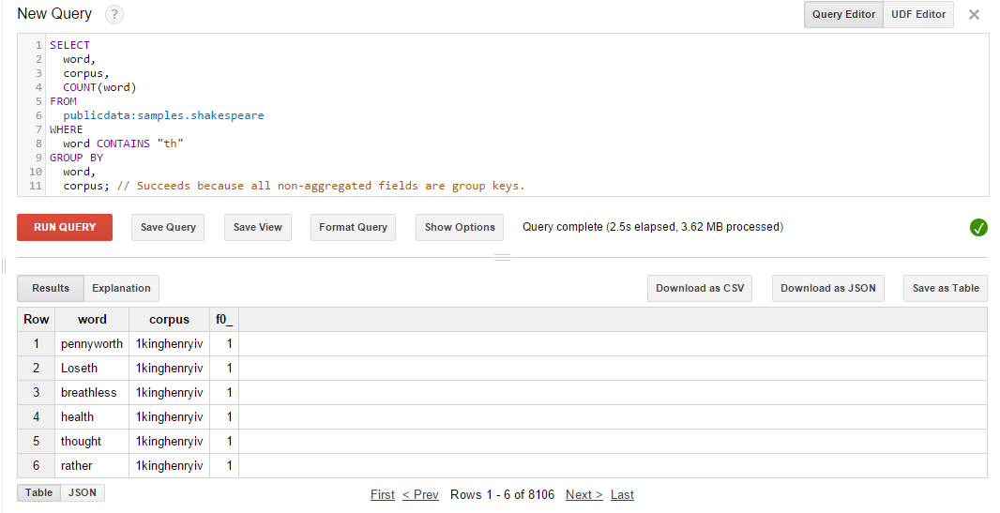 New Query ? Query Editor UDF Editor ✕
1 SELECT
2 word,
3 corpus,
4 COUNT(word)
5 FROM
6 publicdata:samples.shakespeare
7 WHERE
8 word CONTAINS "th"
9 GROUP BY
10 word,
11 corpus; // Succeeds because all non-aggregated fields are group keys.
RUN QUERY Save Query Save View Format Query Show Options Query complete (2.5s elapsed, 3.62 MB processed)
Results Explanation Download as CSV Download as JSON Save as Table
Row word corpus f0_
1 pennyworth 1kinghenryiv 1
2 Loseth 1kinghenryiv 1
3 breathless 1kinghenryiv 1
4 health 1kinghenryiv 1
5 thought 1kinghenryiv 1
6 rather 1kinghenryiv 1
Table JSON First < Prev Rows 1 - 6 of 8106 Next > Last